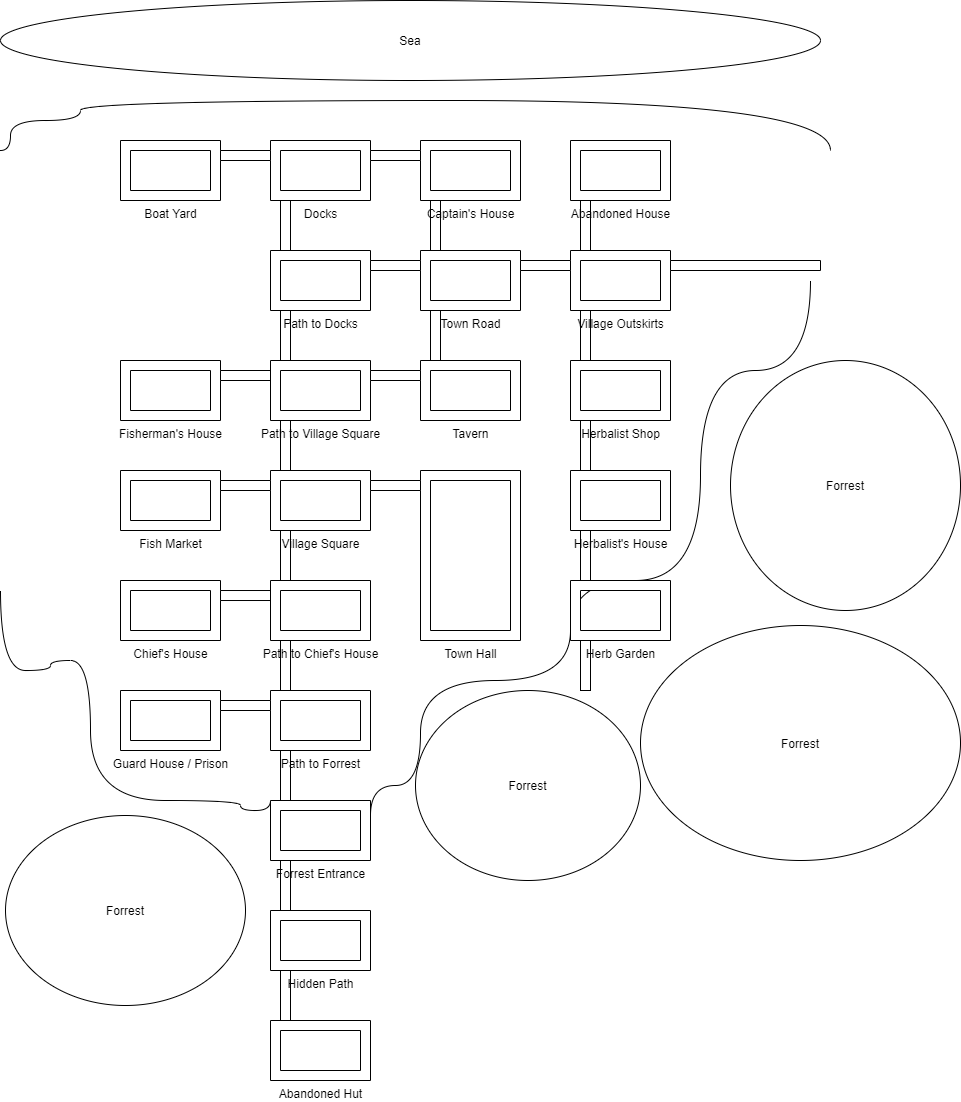 Sea
Boat Yard
Docks
Captain's House
Abandoned House
Path to Docks
Town Road
Village Outskirts
Fisherman's House
Path to Village Square
Tavern
Herbalist Shop
Forrest
Fish Market
Village Square
Herbalist's House
Chief's House
Path to Chief's House
Town Hall
Herb Garden
Forrest
Guard House / Prison
Path to Forrest
Forrest
Forrest Entrance
Forrest
Hidden Path
Abandoned Hut